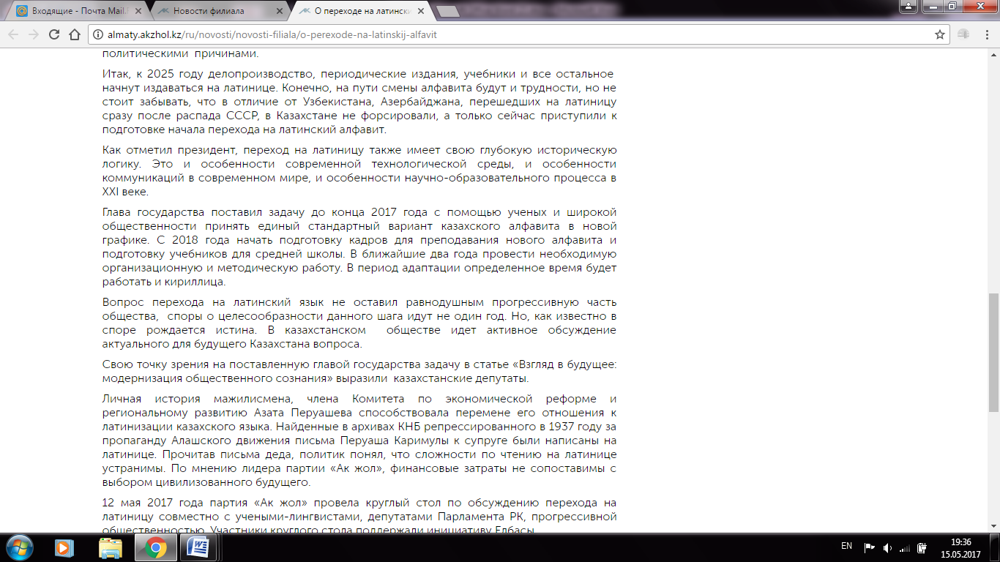 Входящие - Почта Mail.
Новости филиала
О переходе на латинск
almaty.akzhol.kz/ru/novosti/novosti-filiala/o-perexode-na-latinskij-alfavit
политическими причинами.
Итак, к 2025 году делопроизводство, периодические издания, учебники и все остальное
начнут издаваться на латинице. Конечно, на пути смены алфавита будут и трудности, но не
стоит забывать, что в отличие от Узбекистана, Азербайджана, перешедших на латиницу
сразу после распада СССР, в Казахстане не форсировали, а только сейчас приступили к
подготовке начала перехода на латинский алфавит.
Как отметил президент, переход на латиницу также имеет свою глубокую историческую
логику. Это и особенности современной технологической среды, и особенности
коммуникаций в современном мире, и особенности научно-образовательного процесса в
XXI веке.
Глава государства поставил задачу до конца 2017 года с помощью ученых и широкой
общественности принять единый стандартный вариант казахского алфавита в новой
графике. С 2018 года начать подготовку кадров для преподавания нового алфавита и
подготовку учебников для средней школы. В ближайшие два года провести необходимую
организационную и методическую работу. В период адаптации определенное время будет
работать и кириллица.
Вопрос перехода на латинский язык не оставил равнодушным прогрессивную часть
общества, споры о целесообразности данного шага идут не один год. Но, как известно в
споре рождается истина. В казахстанском обществе идет активное обсуждение
актуального для будущего Казахстана вопроса.
Свою точку зрения на поставленную главой государства задачу в статье «Взгляд в будущее:
модернизация общественного сознания» выразили казахстанские депутаты.
Личная история мажилисмена, члена Комитета по экономической реформе и
региональному развитию Азата Перуашева способствовала перемене его отношения к
латинизации казахского языка. Найденные в архивах КНБ репрессированного в 1937 году за
пропаганду Алашского движения письма Перуаша Каримулы к супруге были написаны на
латинице. Прочитав письма деда, политик понял, что сложности по чтению на латинице
устранимы. По мнению лидера партии «Ак жол», финансовые затраты не сопоставимы с
выбором цивилизованного будущего.
12 мая 2017 года партия «Ак жол» провела круглый стол по обсуждению перехода на
латиницу совместно с учеными-лингвистами, депутатами Парламента РК, прогрессивной
общественностью. Участники круглого стола поддержали инициативу Елбасы.
EN
19:36
15.05.2017